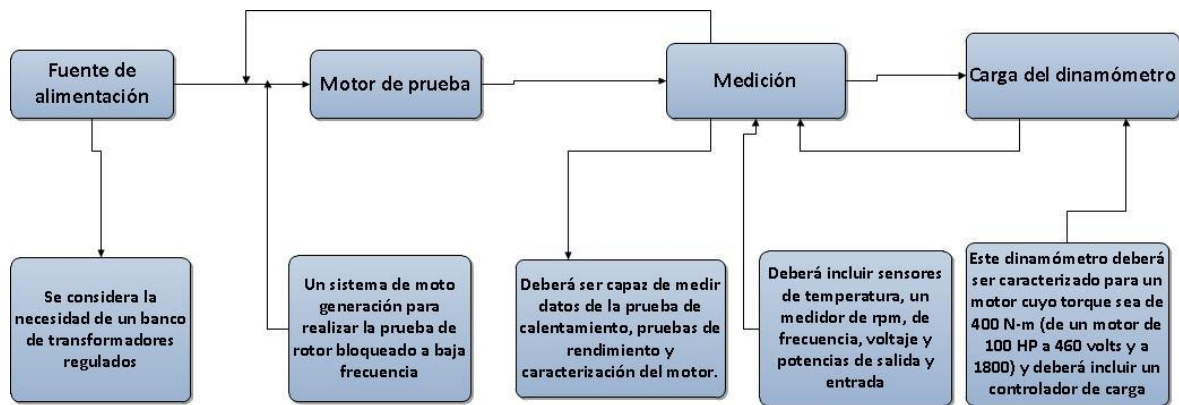 Fuente de
alimentación
Motor de prueba
Medición
Carga del dinamómetro
Se considera la
necesidad de un banco
de transformadores
regulados
Un sistema de moto
generación para
realizar la prueba de
rotor bloqueado a baja
frecuencia
Deberá ser capaz de medir
datos de la prueba de
calentamiento, pruebas de
rendimiento y
caracterización del motor.
Deberá incluir sensores
de temperatura, un
medidor de rpm, de
frecuencia, voltaje y
potencias de salida y
entrada
Este dinamómetro deberá
ser caracterizado para un
motor cuyo torque sea de
400 N-m (de un motor de
100 HP a 460 volts y a
1800) y deberá incluir un
controlador de carga